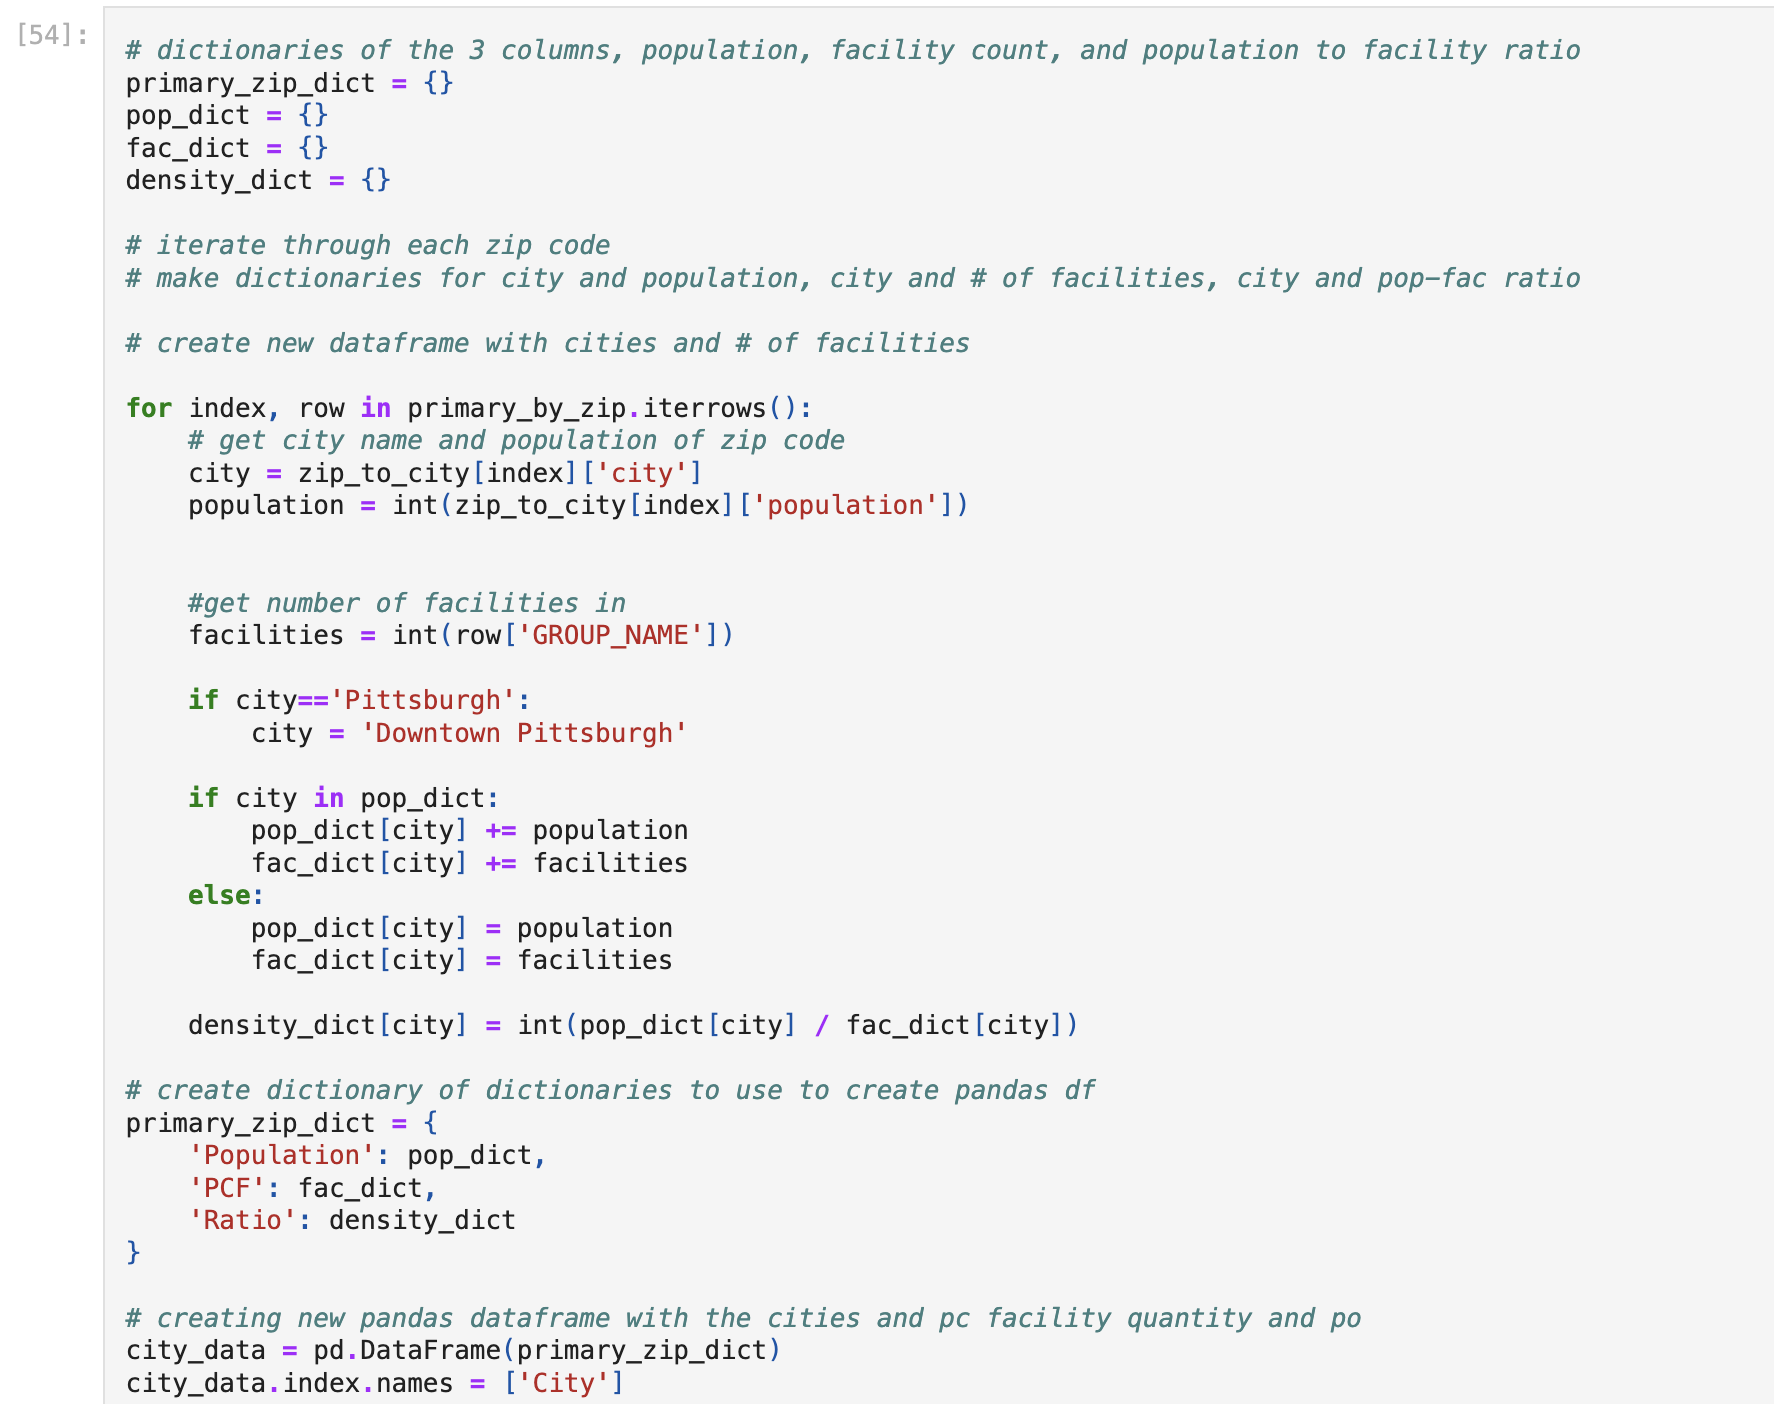 [54]:
# dictionaries of the 3 columns, population, facility count, and population to facility ratio
primary_zip_dict = {}
pop_dict = {}
fac_dict = {}
density_dict = {}
# iterate through each zip code
# make dictionaries for city and population, city and # of facilities, city and pop-fac ratio
# create new dataframe with cities and # of facilities
for index, row in primary_by_zip.iterrows():
    # get city name and population of zip code
    city = zip_to_city[index]['city']
    population = int(zip_to_city[index]['population'])
    #get number of facilities in
    facilities = int(row['GROUP_NAME'])
    if city=='Pittsburgh':
        city = 'Downtown Pittsburgh'
    if city in pop_dict:
        pop_dict[city] += population
        fac_dict[city] += facilities
    else:
        pop_dict[city] = population
        fac_dict[city] = facilities
    density_dict[city] = int(pop_dict[city] / fac_dict[city])
# create dictionary of dictionaries to use to create pandas df
primary_zip_dict = {
    'Population': pop_dict,
    'PCF': fac_dict,
    'Ratio': density_dict
}
# creating new pandas dataframe with the cities and pc facility quantity and po
city_data = pd.DataFrame(primary_zip_dict)
city_data.index.names = ['City']